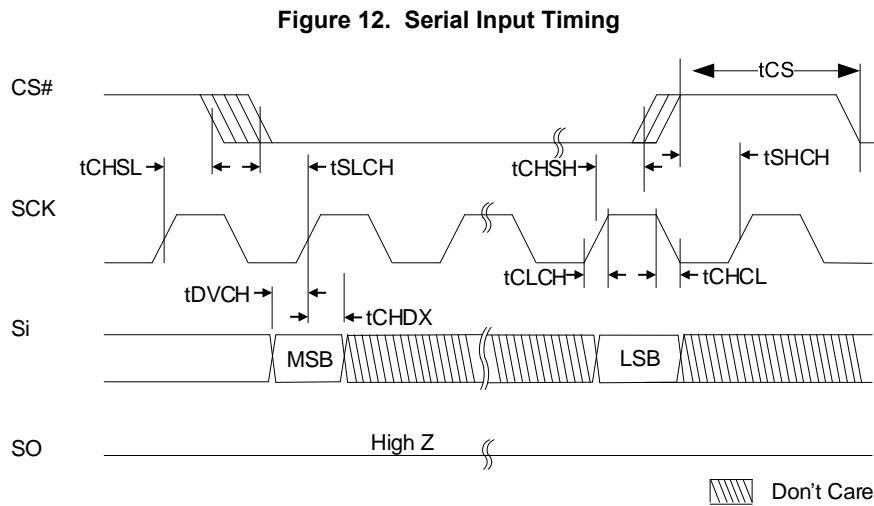 Figure 12. Serial Input Timing
CS#
tCS
tCHSL
tSLCH
tCHSH
tSHCH
SCK
tCLCH
tCHCL
tDVCH
tCHDX
Si
MSB
LSB
SO
High Z
Don't Care